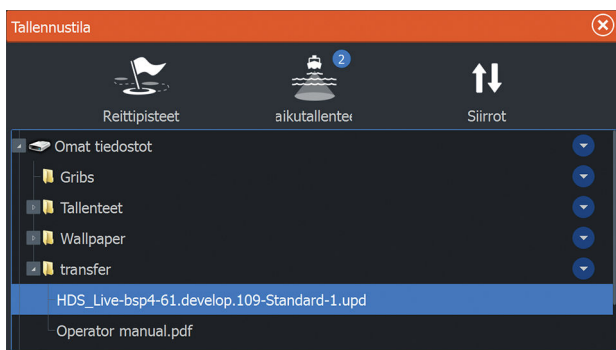 Tallennustila
2
Reittipisteet
aikutallentee
Siirrot
Omat tiedostot
Gribs
Tallenteet
Wallpaper
transfer
HDS_Live-bsp4-61.develop.109-Standard-1.upd
Operator manual.pdf